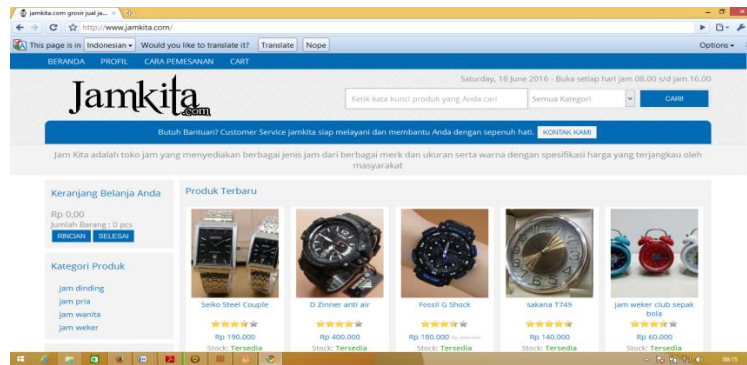 jamkita.com grosir jual ja...
http://www.jamkita.com/
This page is in Indonesian Would you like to translate it? Translate Nope Options
BERANDA PROFIL CARA PEMESANAN CART
Saturday, 18 June 2016 - Buka setiap hari jam 08.00 s/d jam 16.00
Jamkita
.com
Ketik kata kunci produk yang Anda cari Semua Kategori CARI!
Butuh Bantuan? Customer Service jamkita siap melayani dan membantu Anda dengan sepenuh hati. KONTAK KAMI
Jam Kita adalah toko jam yang menyediakan berbagai jenis jam dari berbagai merk dan ukuran serta warna dengan spesifikasi harga yang terjangkau oleh
masyarakat
Keranjang Belanja Anda
Rp 0,00
Jumlah Barang : 0 pcs
RINCIAN SELESAI
Kategori Produk
jam dinding
jam pria
jam wanita
jam weker
Produk Terbaru
Seiko Steel Couple
Rp 190.000
Stock: Tersedia
D Zinner anti air
Rp 400.000
Stock: Tersedia
Fossil G Shock
Rp 180.000
Stock: Tersedia
sakana T749
Rp 140.000
Stock: Tersedia
jam weker club sepak
bola
Rp 60.000
Stock: Tersedia
08:15